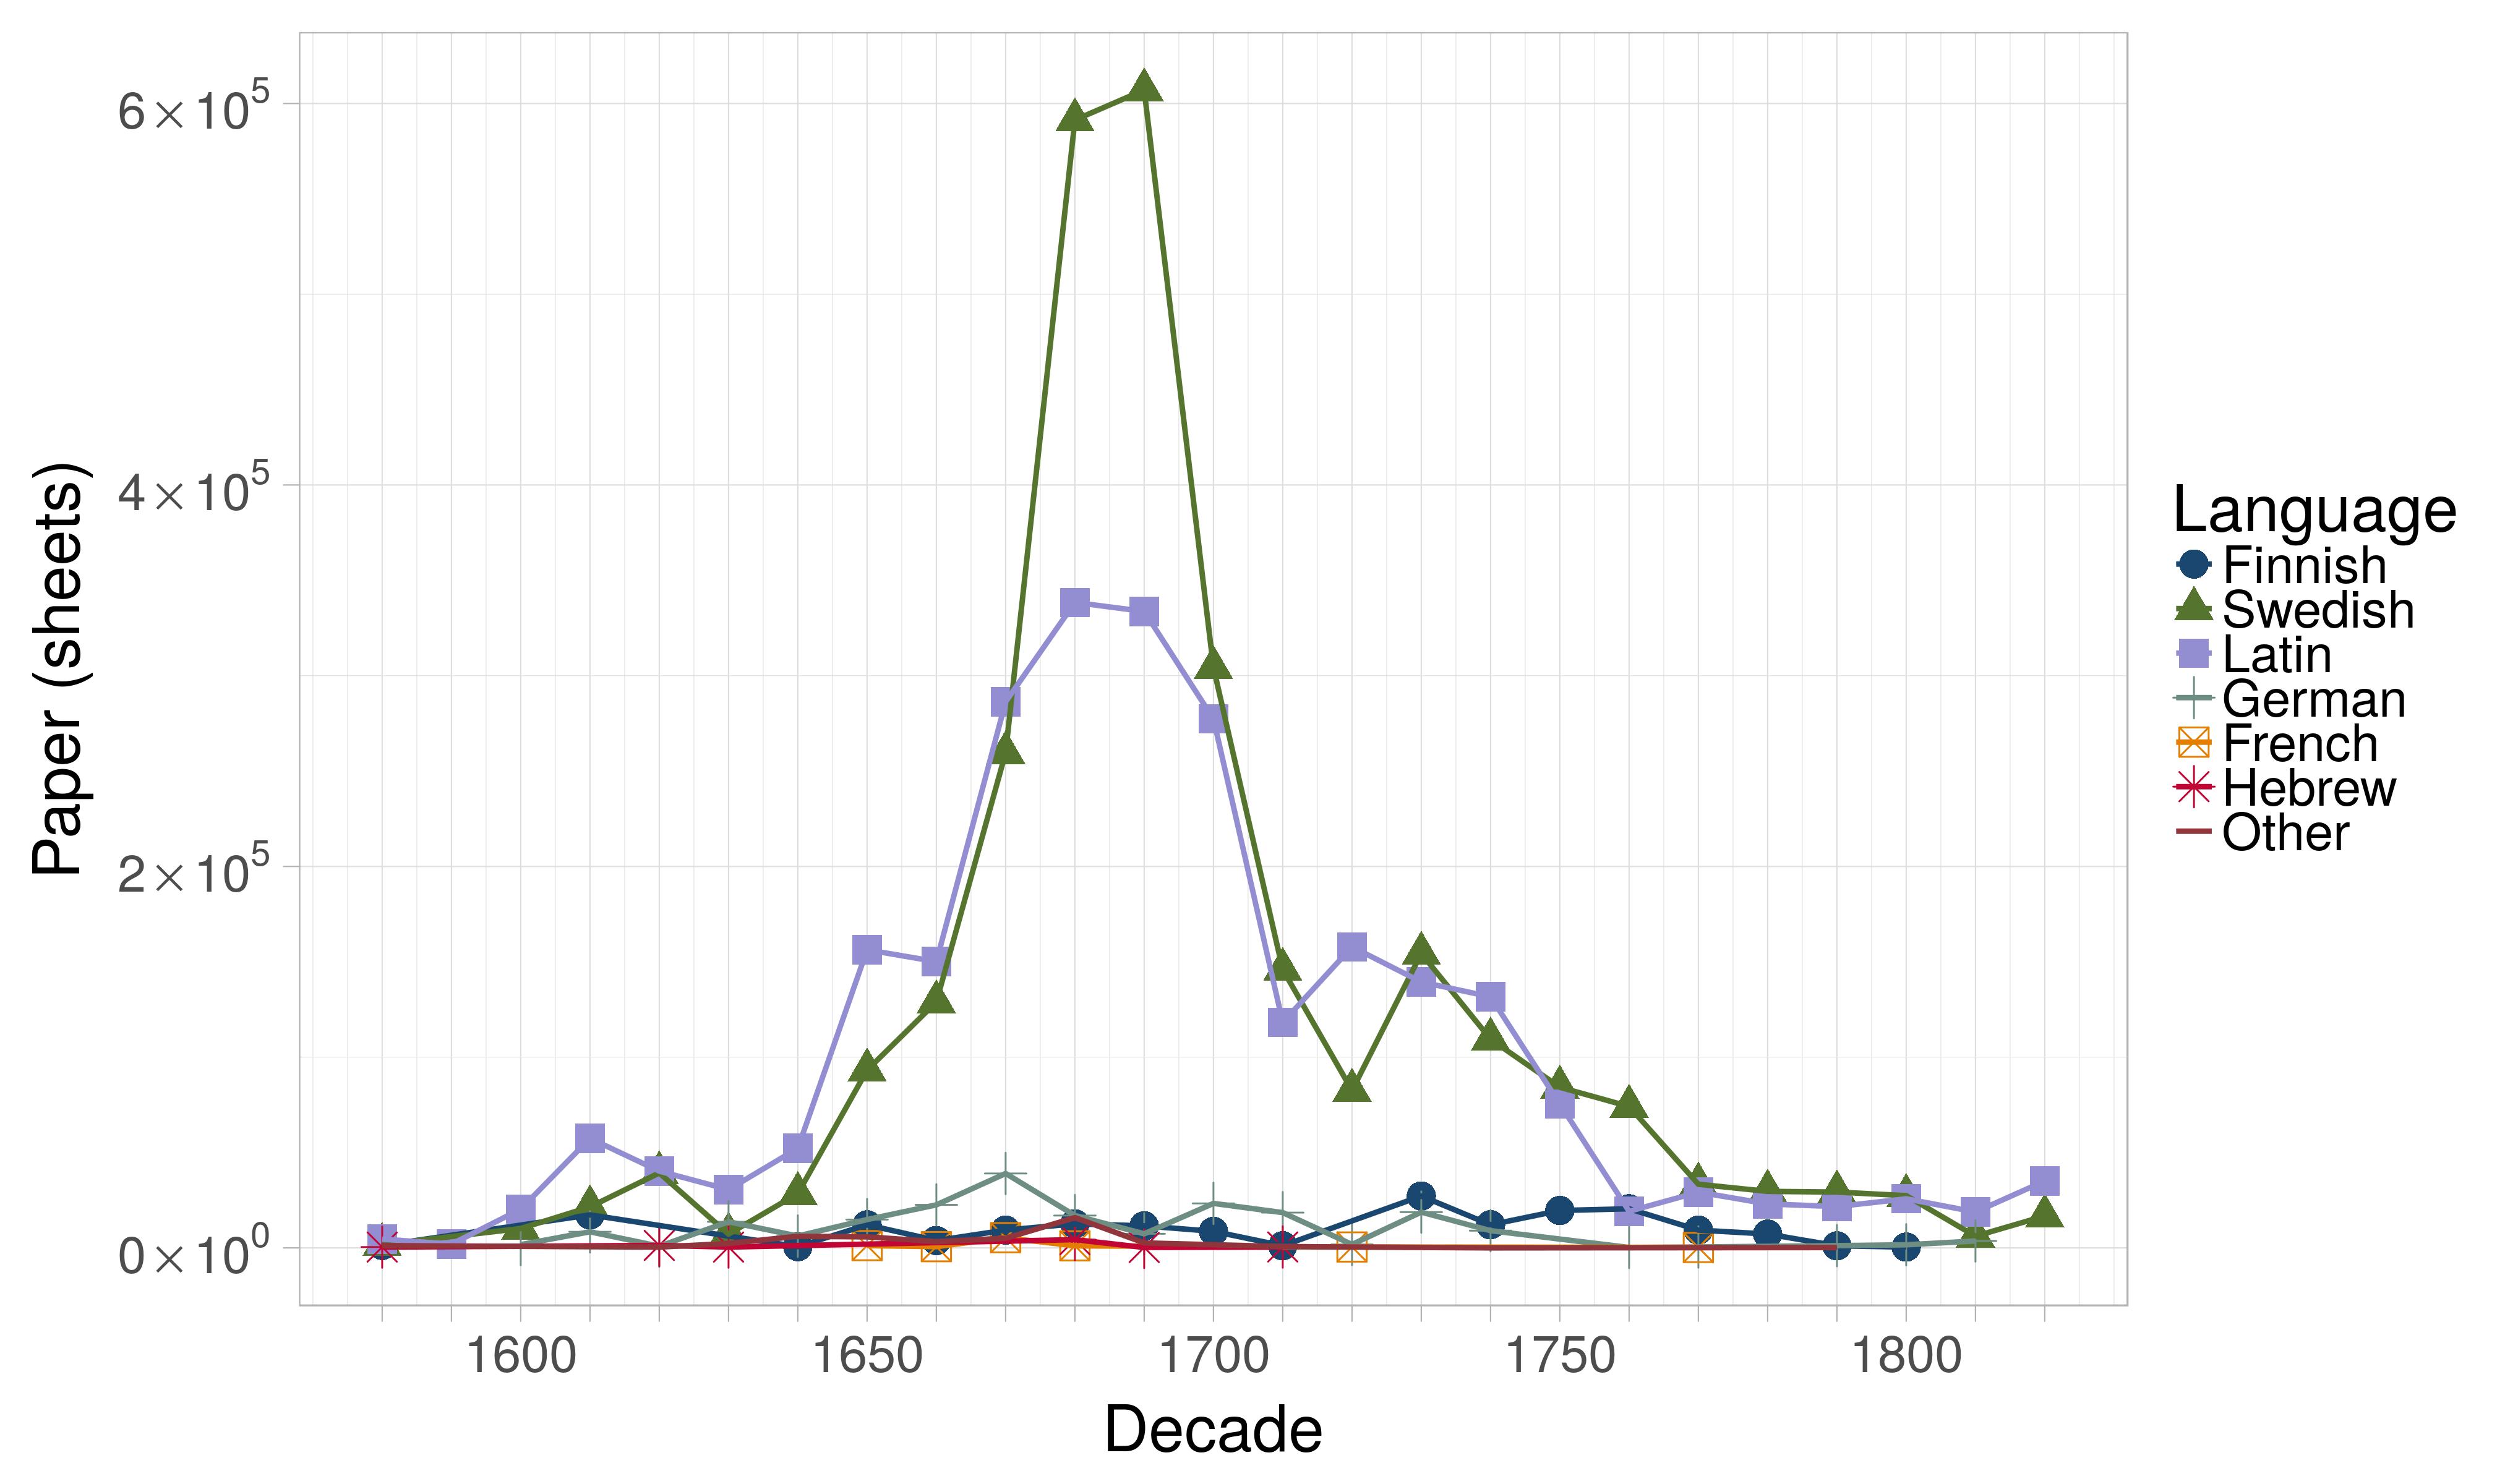 6×10⁵
4×10⁵
2×10⁵
0×10⁰
Paper (sheets)
1600 1650 1700 1750 1800
Decade
Language
Finnish
Swedish
Latin
German
French
Hebrew
Other